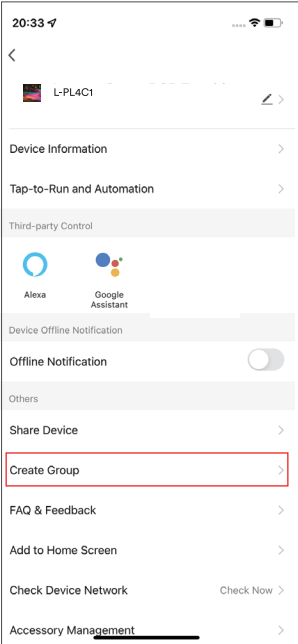 20:33
L-PL4C1
Device Information
Tap-to-Run and Automation
Third-party Control
Alexa
Google
Assistant
Device Offline Notification
Offline Notification
Others
Share Device
Create Group
FAQ & Feedback
Add to Home Screen
Check Device Network Check Now
Accessory Management